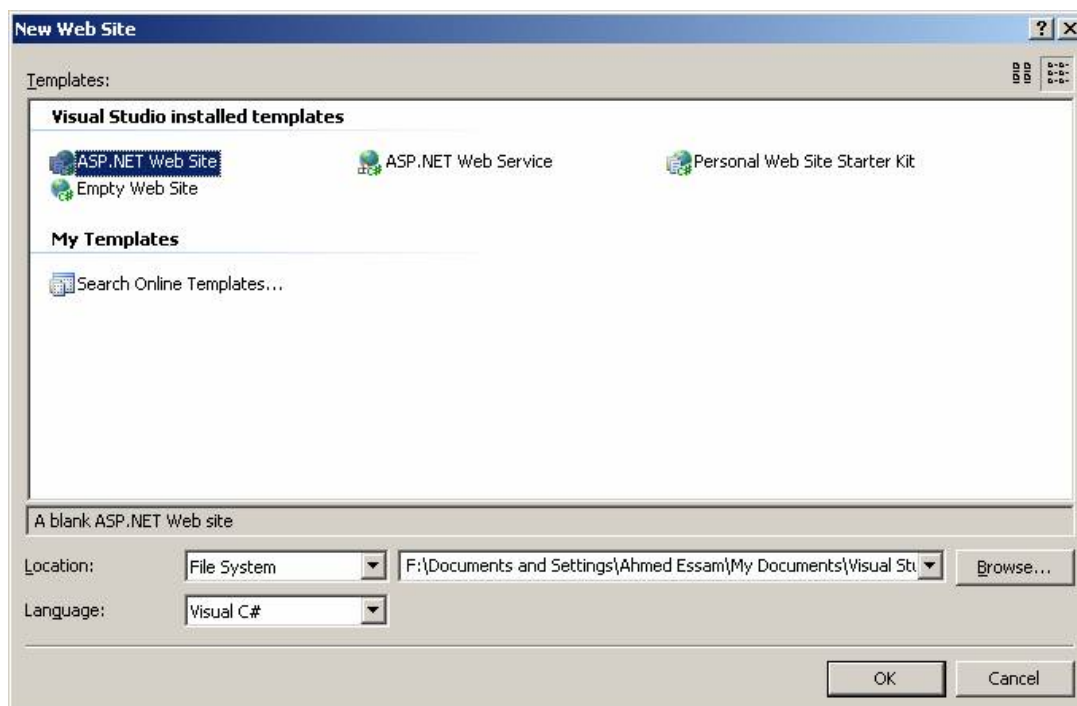 New Web Site
Templates:
Visual Studio installed templates
ASP.NET Web Site
ASP.NET Web Service
Personal Web Site Starter Kit
Empty Web Site
My Templates
Search Online Templates...
A blank ASP.NET Web site
Location:
File System
F:\Documents and Settings\Ahmed Essam\My Documents\Visual Stu
Browse...
Language:
Visual C#
OK
Cancel